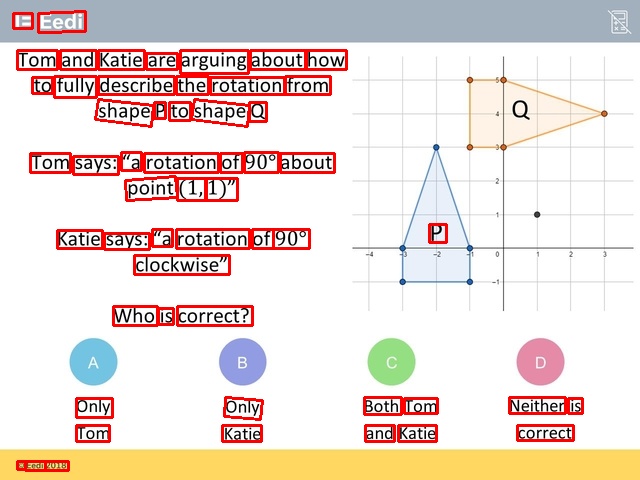 Eedi
Tom and Katie are arguing about how
to fully describe the rotation from
shape P to shape Q
Tom says: “a rotation of 90° about
point (1, 1)”
Katie says: “a rotation of 90°
clockwise”
Who is correct?
5
4
3
2
1
0
−1
−4 −3 −2 −1 0 1 2 3
Q
P
A
B
C
D
Only
Tom
Only
Katie
Both Tom
and Katie
Neither is
correct
© Eedi 2018